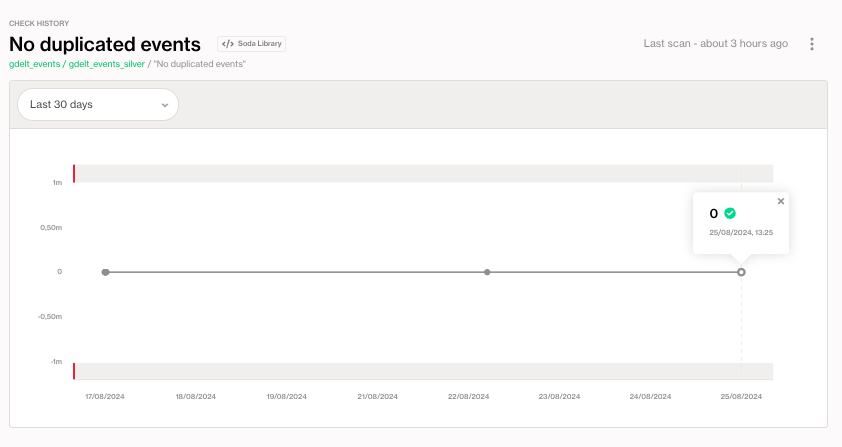 CHECK HISTORY
No duplicated events
</> Soda Library
Last scan - about 3 hours ago
gdelt_events / gdelt_events_silver / "No duplicated events"
Last 30 days
1m
0,50m
0
-0,50m
-1m
0
25/08/2024, 13:25
17/08/2024 18/08/2024 19/08/2024 21/08/2024 22/08/2024 23/08/2024 24/08/2024 25/08/2024